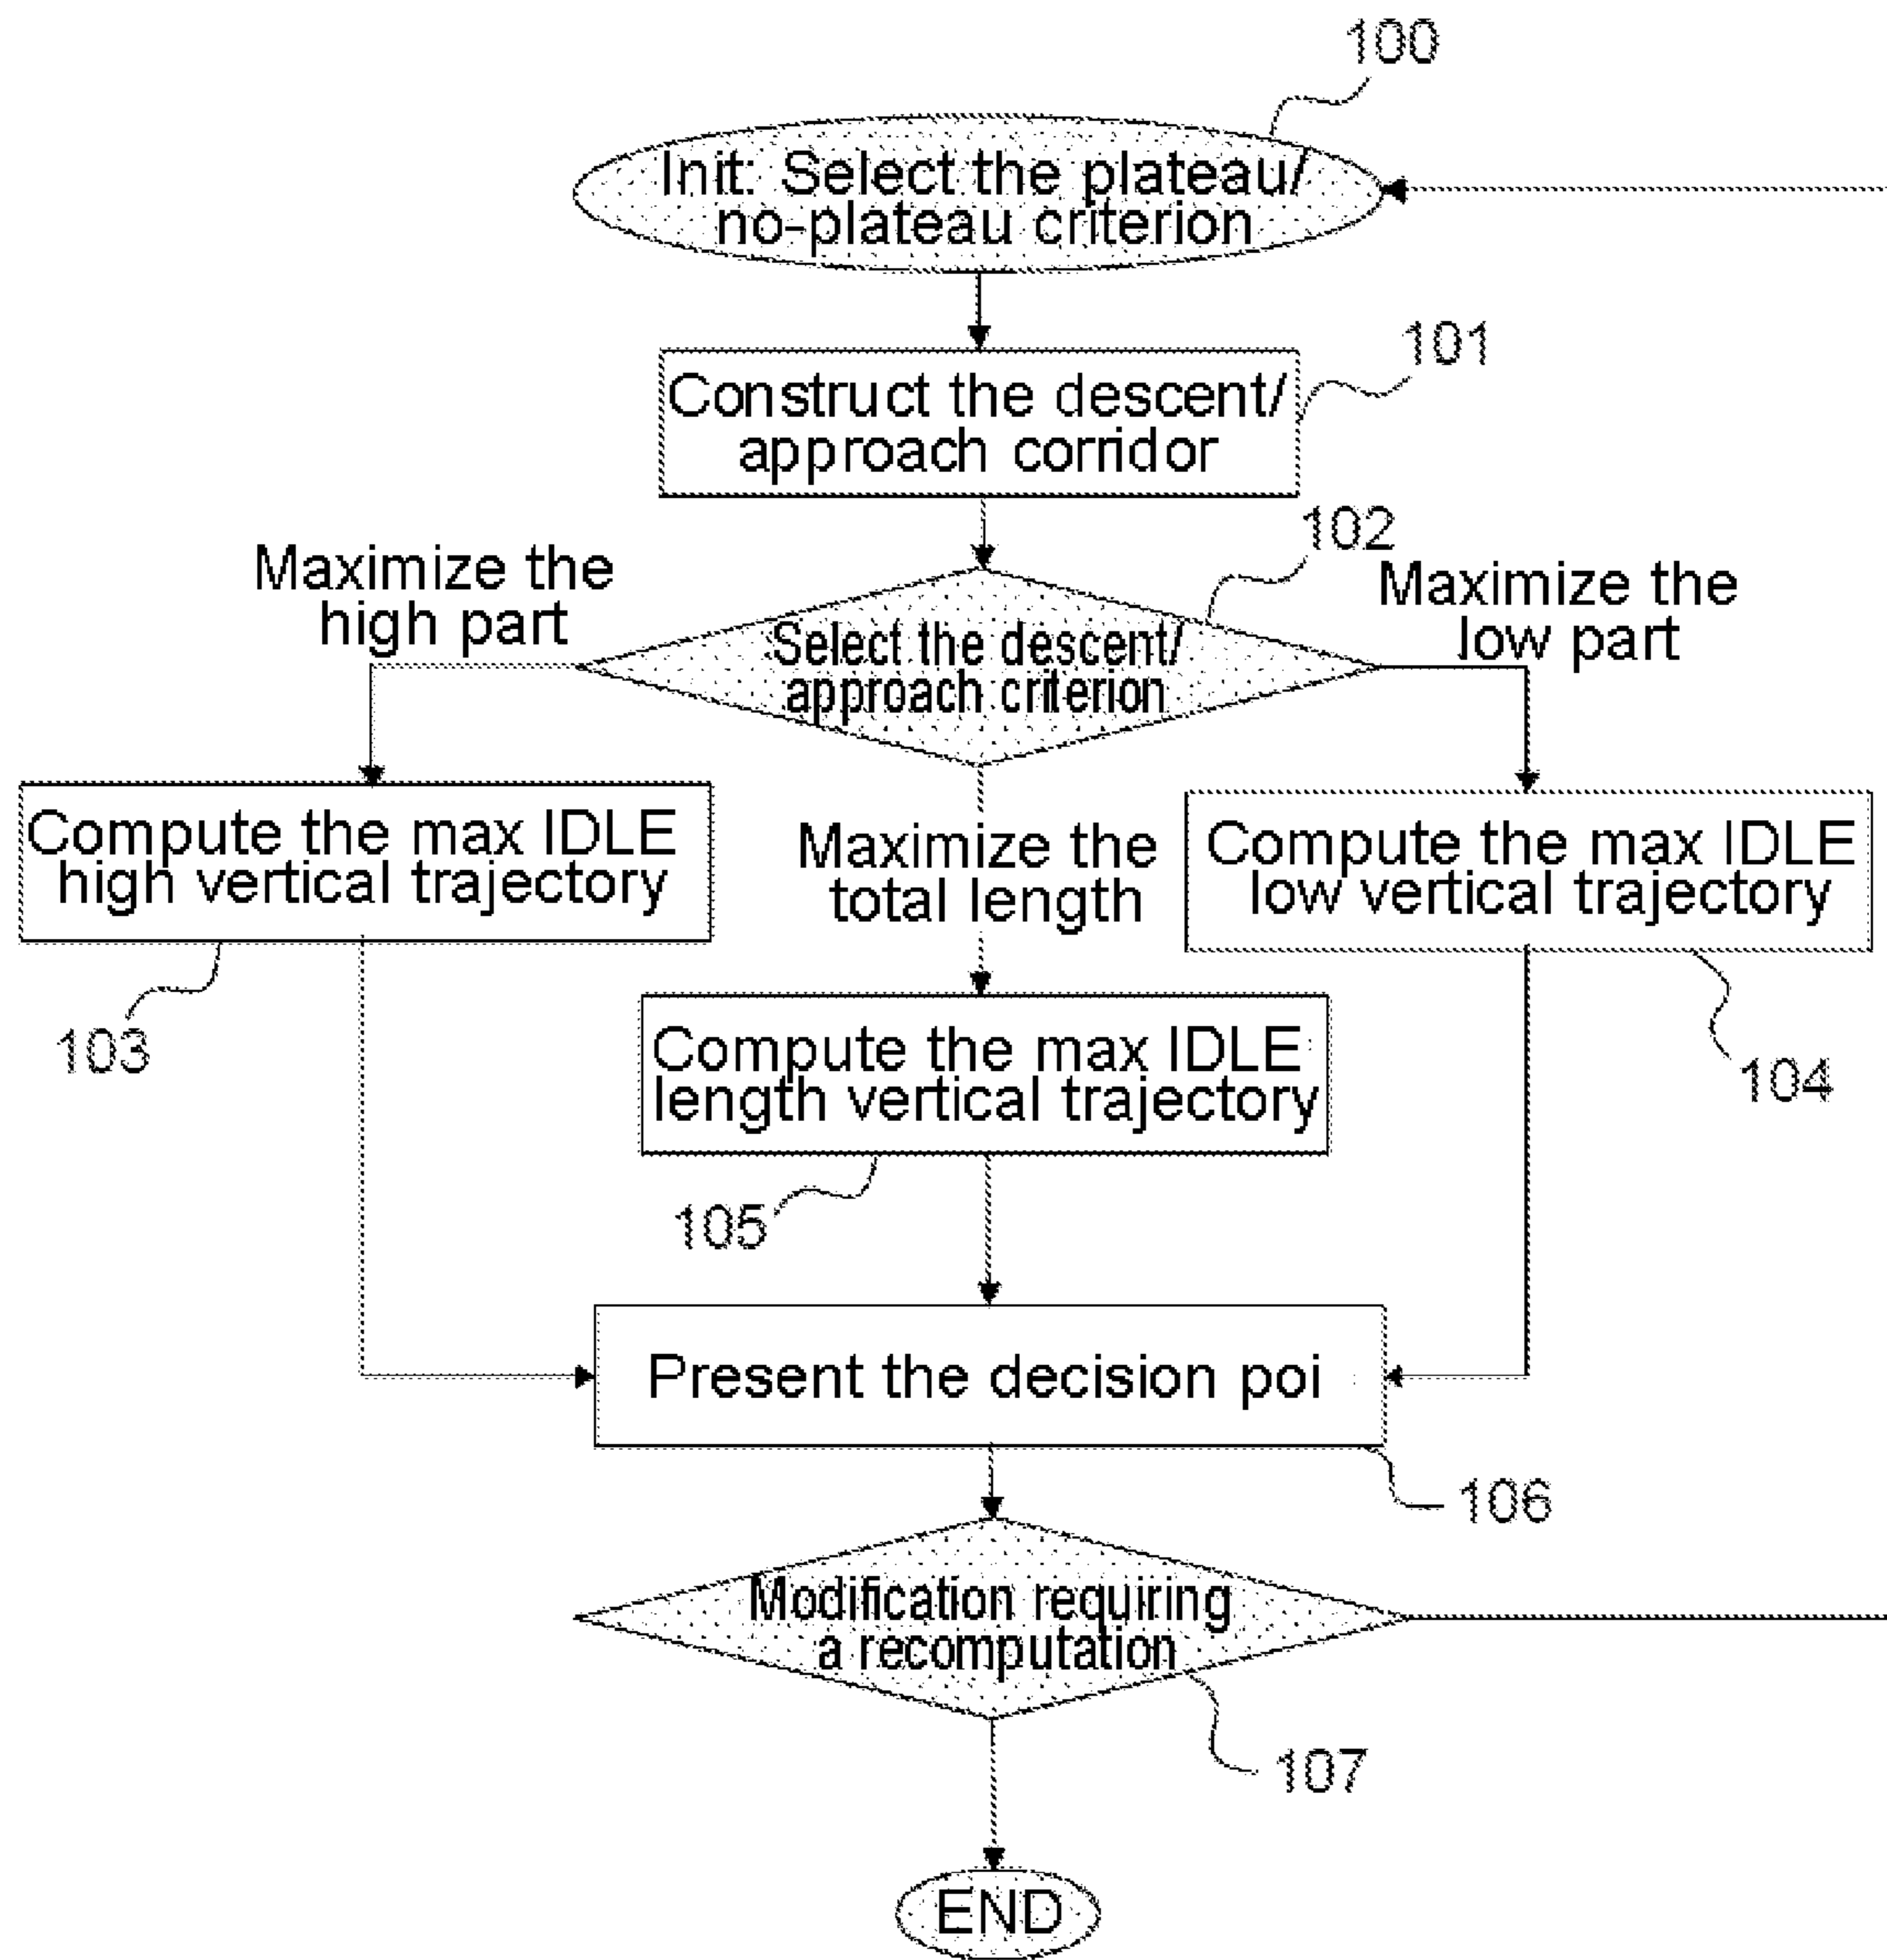 100
Init: Select the plateau/
no-plateau criterion
101
Construct the descent/
approach corridor
102
Maximize the
high part
Maximize the
low part
Select the descent/
approach criterion
Compute the max IDLE
high vertical trajectory
Maximize the
total length
Compute the max IDLE
low vertical trajectory
103
Compute the max IDLE
length vertical trajectory
104
105
Present the decision poi
106
Modification requiring
a recomputation
107
END